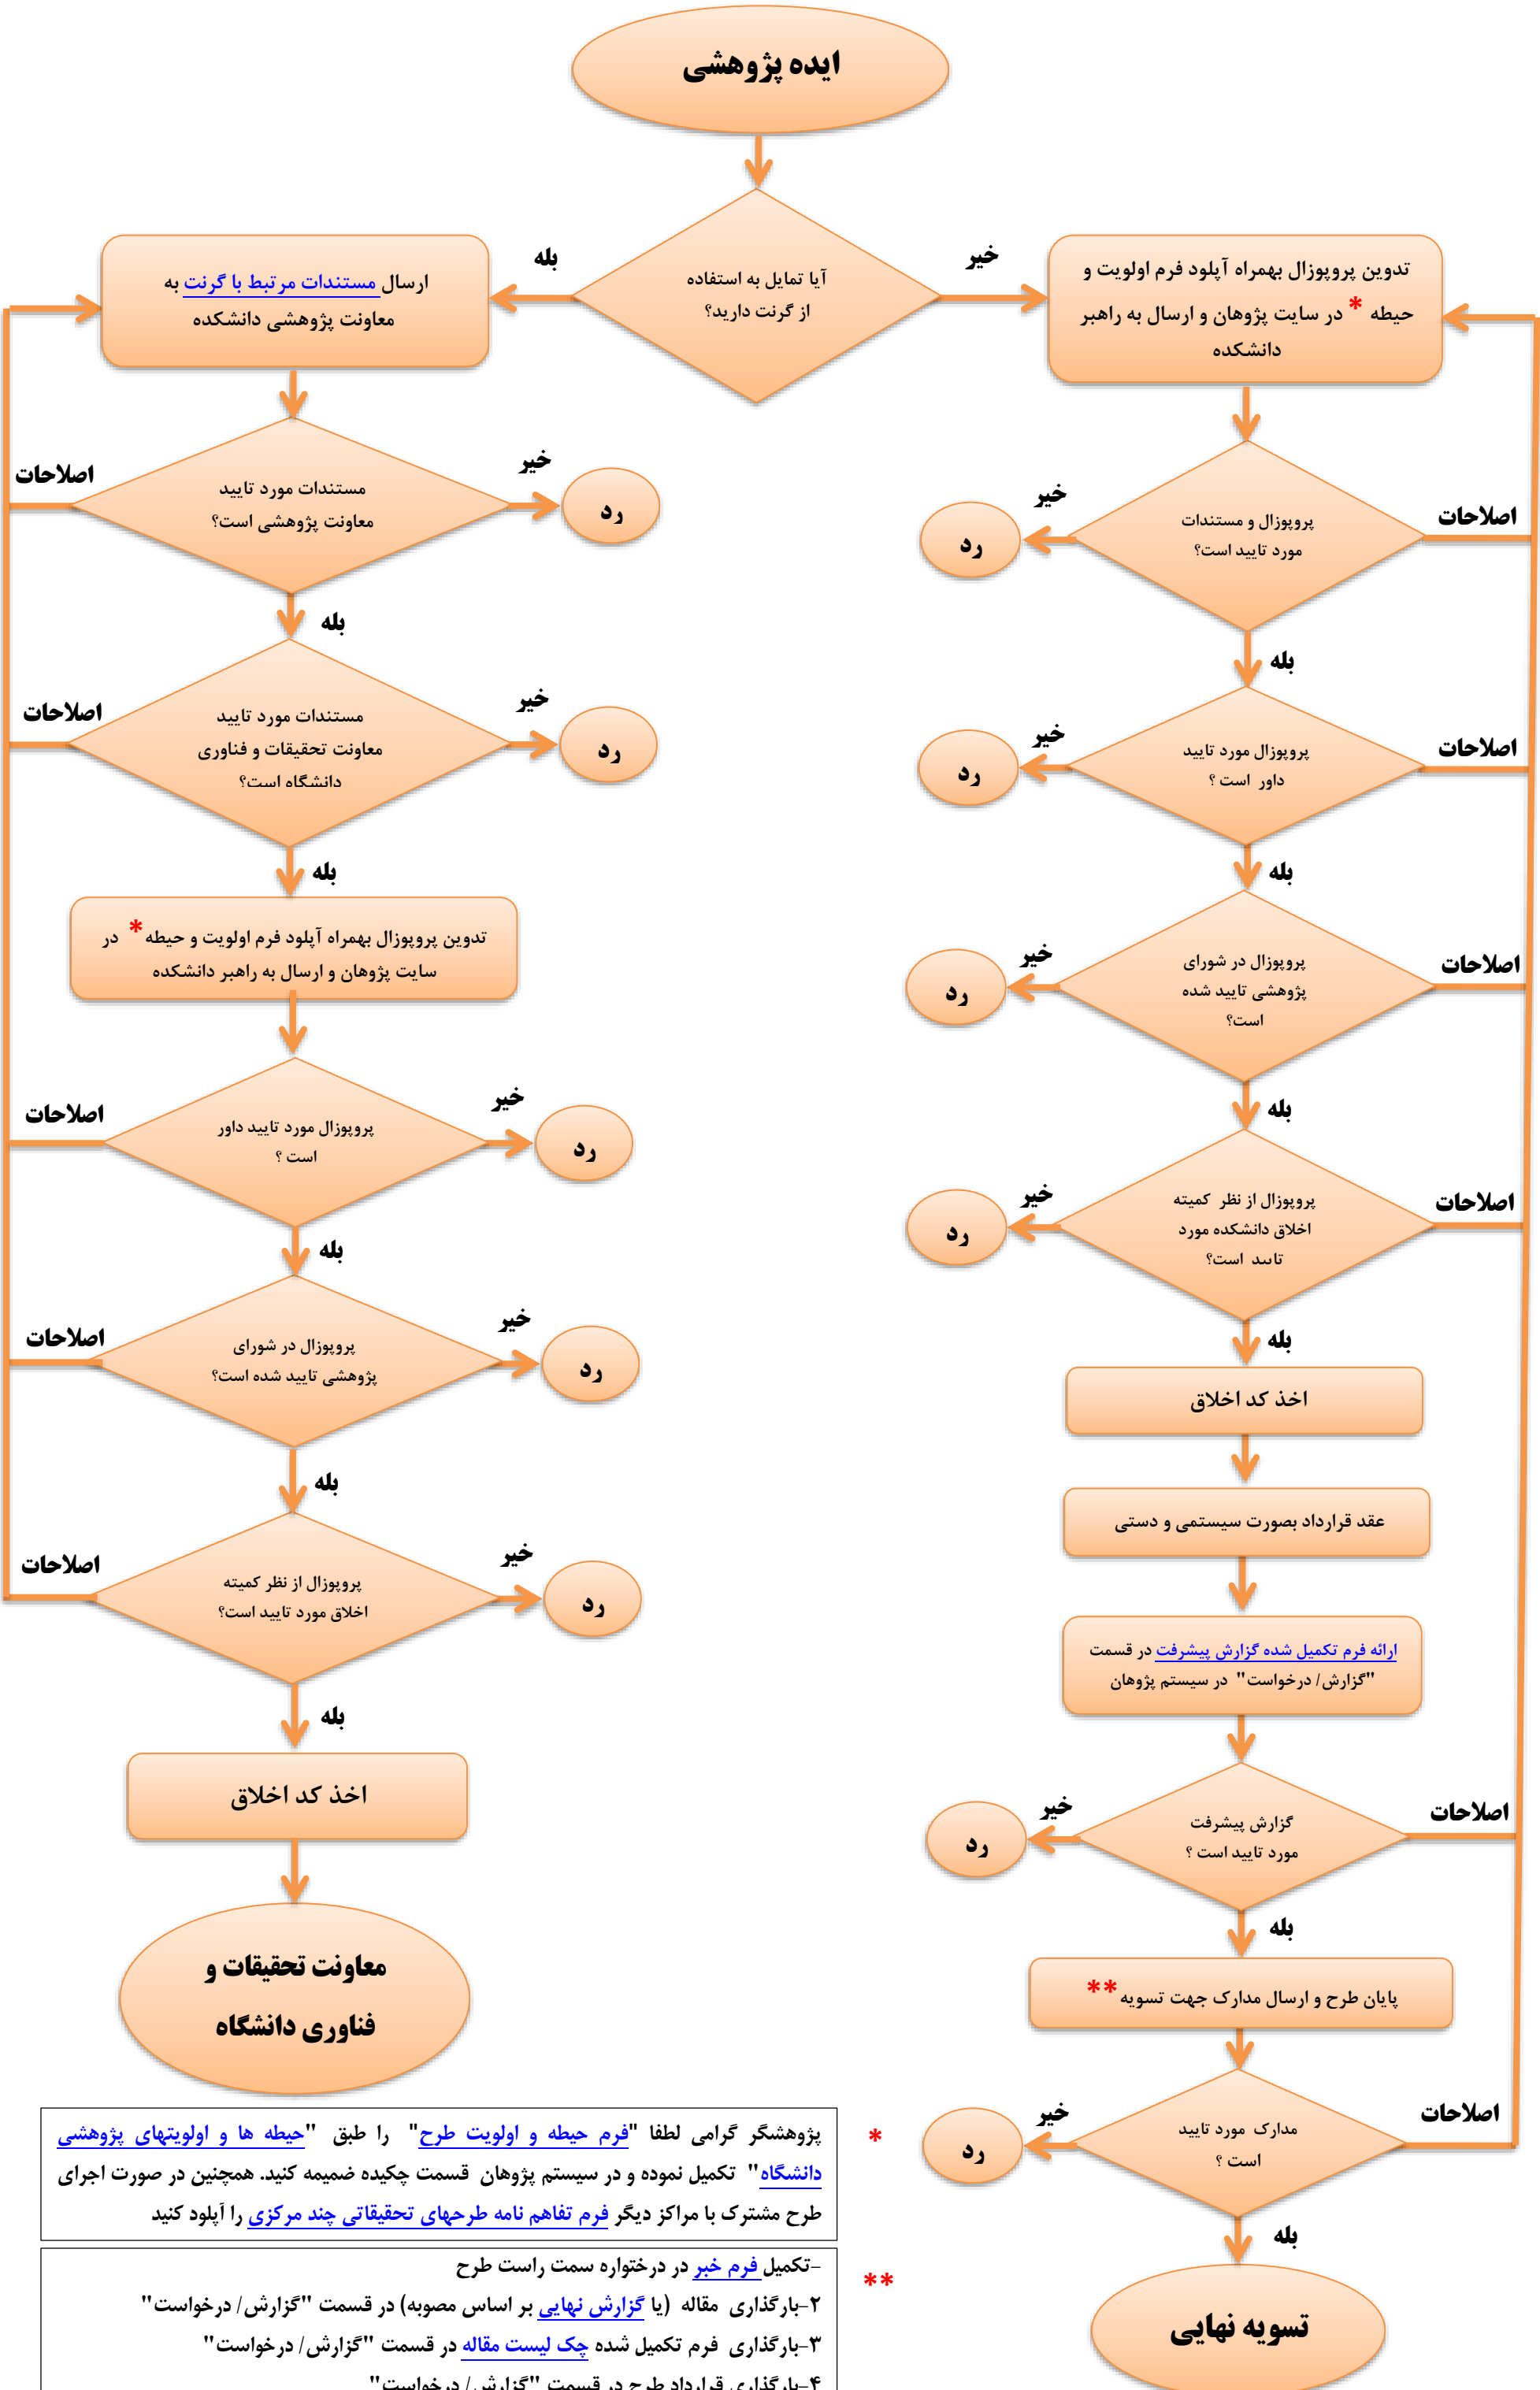 ایده پژوهشی
آیا تمایل به استفاده
از گرنت دارید؟
خیر
بله
تدوین پروپوزال بهمراه آپلود فرم اولویت و
حیطه * در سایت پژوهان و ارسال به راهبر
دانشکده
پروپوزال و مستندات
مورد تایید است؟
اصلاحات
خیر
رد
بله
پروپوزال مورد تایید
داور است ؟
اصلاحات
خیر
رد
بله
پروپوزال در شورای
پژوهشی تایید شده
است؟
اصلاحات
خیر
رد
بله
پروپوزال از نظر کمیته
اخلاق دانشکده مورد
تایید است؟
اصلاحات
خیر
رد
بله
اخذ کد اخلاق
عقد قرارداد بصورت سیستمی و دستی
ارائه فرم تکمیل شده گزارش پیشرفت در قسمت
"گزارش/ درخواست" در سیستم پژوهان
گزارش پیشرفت
مورد تایید است ؟
اصلاحات
خیر
رد
بله
پایان طرح و ارسال مدارک جهت تسویه **
مدارک مورد تایید
است ؟
اصلاحات
خیر
رد
بله
تسویه نهایی
ارسال مستندات مرتبط با گرنت به
معاونت پژوهشی دانشکده
مستندات مورد تایید
معاونت پژوهشی است؟
خیر
رد
اصلاحات
بله
مستندات مورد تایید
معاونت تحقیقات و فناوری
دانشگاه است؟
خیر
رد
اصلاحات
بله
تدوین پروپوزال بهمراه آپلود فرم اولویت و حیطه * در
سایت پژوهان و ارسال به راهبر دانشکده
پروپوزال مورد تایید داور
است ؟
خیر
رد
اصلاحات
بله
پروپوزال در شورای
پژوهشی تایید شده است؟
خیر
رد
اصلاحات
بله
پروپوزال از نظر کمیته
اخلاق مورد تایید است؟
خیر
رد
اصلاحات
بله
اخذ کد اخلاق
معاونت تحقیقات و
فناوری دانشگاه
*
پژوهشگر گرامی لطفا "فرم حیطه و اولویت طرح" را طبق "حیطه ها و اولویتهای پژوهشی
دانشگاه" تکمیل نموده و در سیستم پژوهان قسمت چکیده ضمیمه کنید. همچنین در صورت اجرای
طرح مشترک با مراکز دیگر فرم تفاهم نامه طرحهای تحقیقاتی چند مرکزی را آپلود کنید
**
-تکمیل فرم خبر در درختواره سمت راست طرح
۲-بارگذاری مقاله (یا گزارش نهایی بر اساس مصوبه) در قسمت "گزارش/ درخواست"
۳-بارگذاری فرم تکمیل شده چک لیست مقاله در قسمت "گزارش/ درخواست"
۴-بارگذاری قرارداد طرح در قسمت "گزارش/ درخواست"